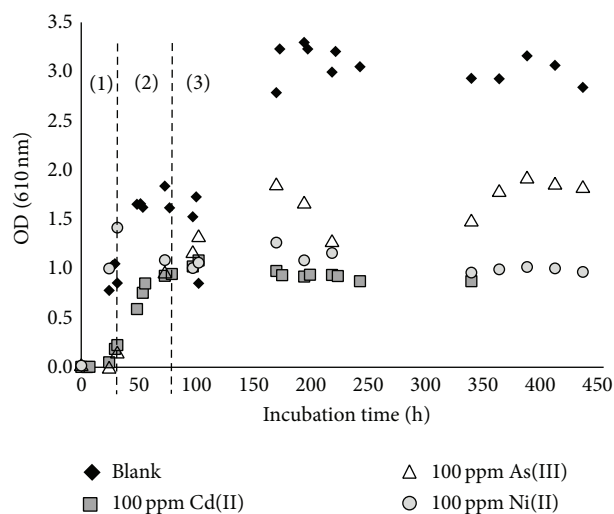 3.5
3.0
2.5
2.0
1.5
1.0
0.5
0.0
OD (610 nm)
(1) (2) (3)
0 50 100 150 200 250 300 350 400 450
Incubation time (h)
Blank
100 ppm Cd(II)
100 ppm As(III)
100 ppm Ni(II)